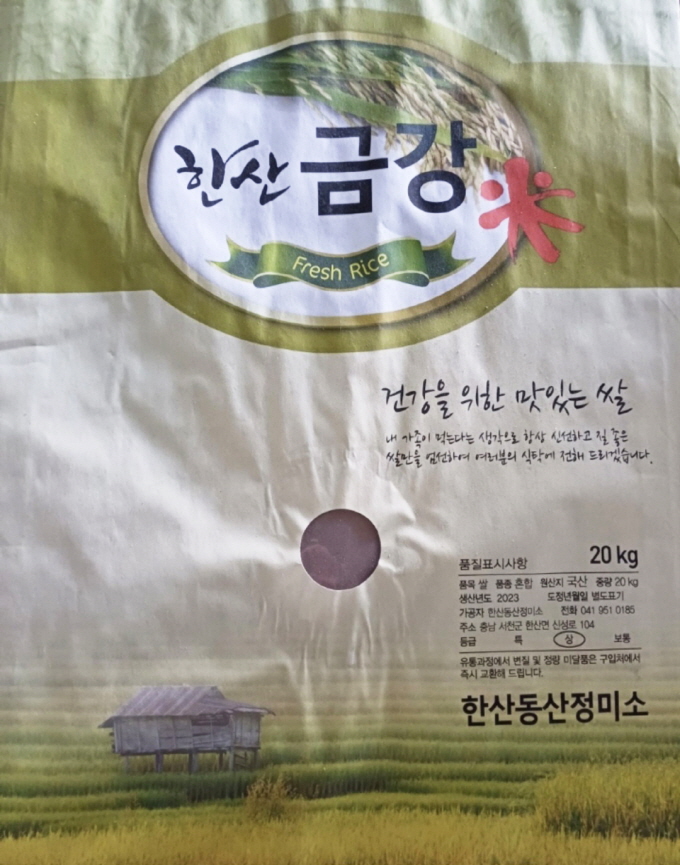 한산 금강米
Fresh Rice
건강을 위한 맛있는 쌀
내 가족이 먹는다는 생각으로 항상 신선하고 질 좋은
쌀만을 엄선하여 여러분의 식탁에 전해 드리겠습니다.
품질표시사항 20 kg
품목 쌀 품종 혼합 원산지 국산 중량 20 kg
생산년도 2023 도정년월일 별도표기
가공자 한산동산정미소 전화 041 951 0185
주소 충남 서천군 한산면 신성로 104
등급 특 상 보통
유통과정에서 변질 및 정량 미달품은 구입처에서
즉시 교환해 드립니다.
한산동산정미소